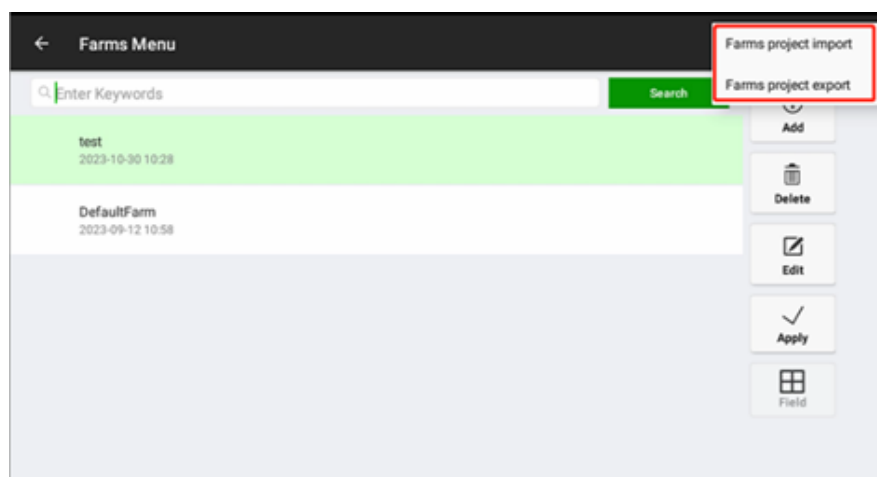 Farms Menu
Farms project import
Farms project export
Enter Keywords
Search
test
2023-10-30 10:28
DefaultFarm
2023-09-12 10:58
Add
Delete
Edit
Apply
Field